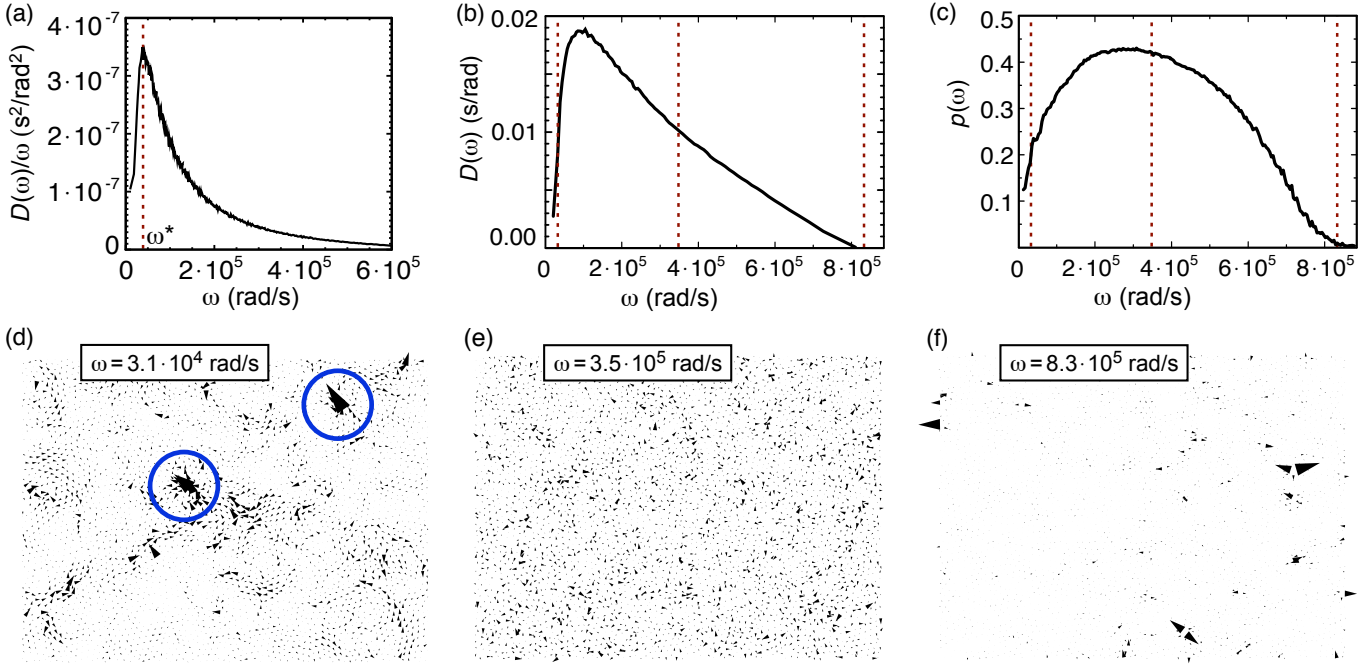 (a)
4·10⁻⁷
3·10⁻⁷
2·10⁻⁷
1·10⁻⁷
0
D(ω)/ω (s²/rad²)
ω*
0 2·10⁵ 4·10⁵ 6·10⁵
ω (rad/s)
(b)
0.02
0.01
0.00
D(ω) (s/rad)
0 2·10⁵ 4·10⁵ 6·10⁵ 8·10⁵
ω (rad/s)
(c)
0.5
0.4
0.3
0.2
0.1
p(ω)
0 2·10⁵ 4·10⁵ 6·10⁵ 8·10⁵
ω (rad/s)
(d)
ω = 3.1·10⁴ rad/s
(e)
ω = 3.5·10⁵ rad/s
(f)
ω = 8.3·10⁵ rad/s